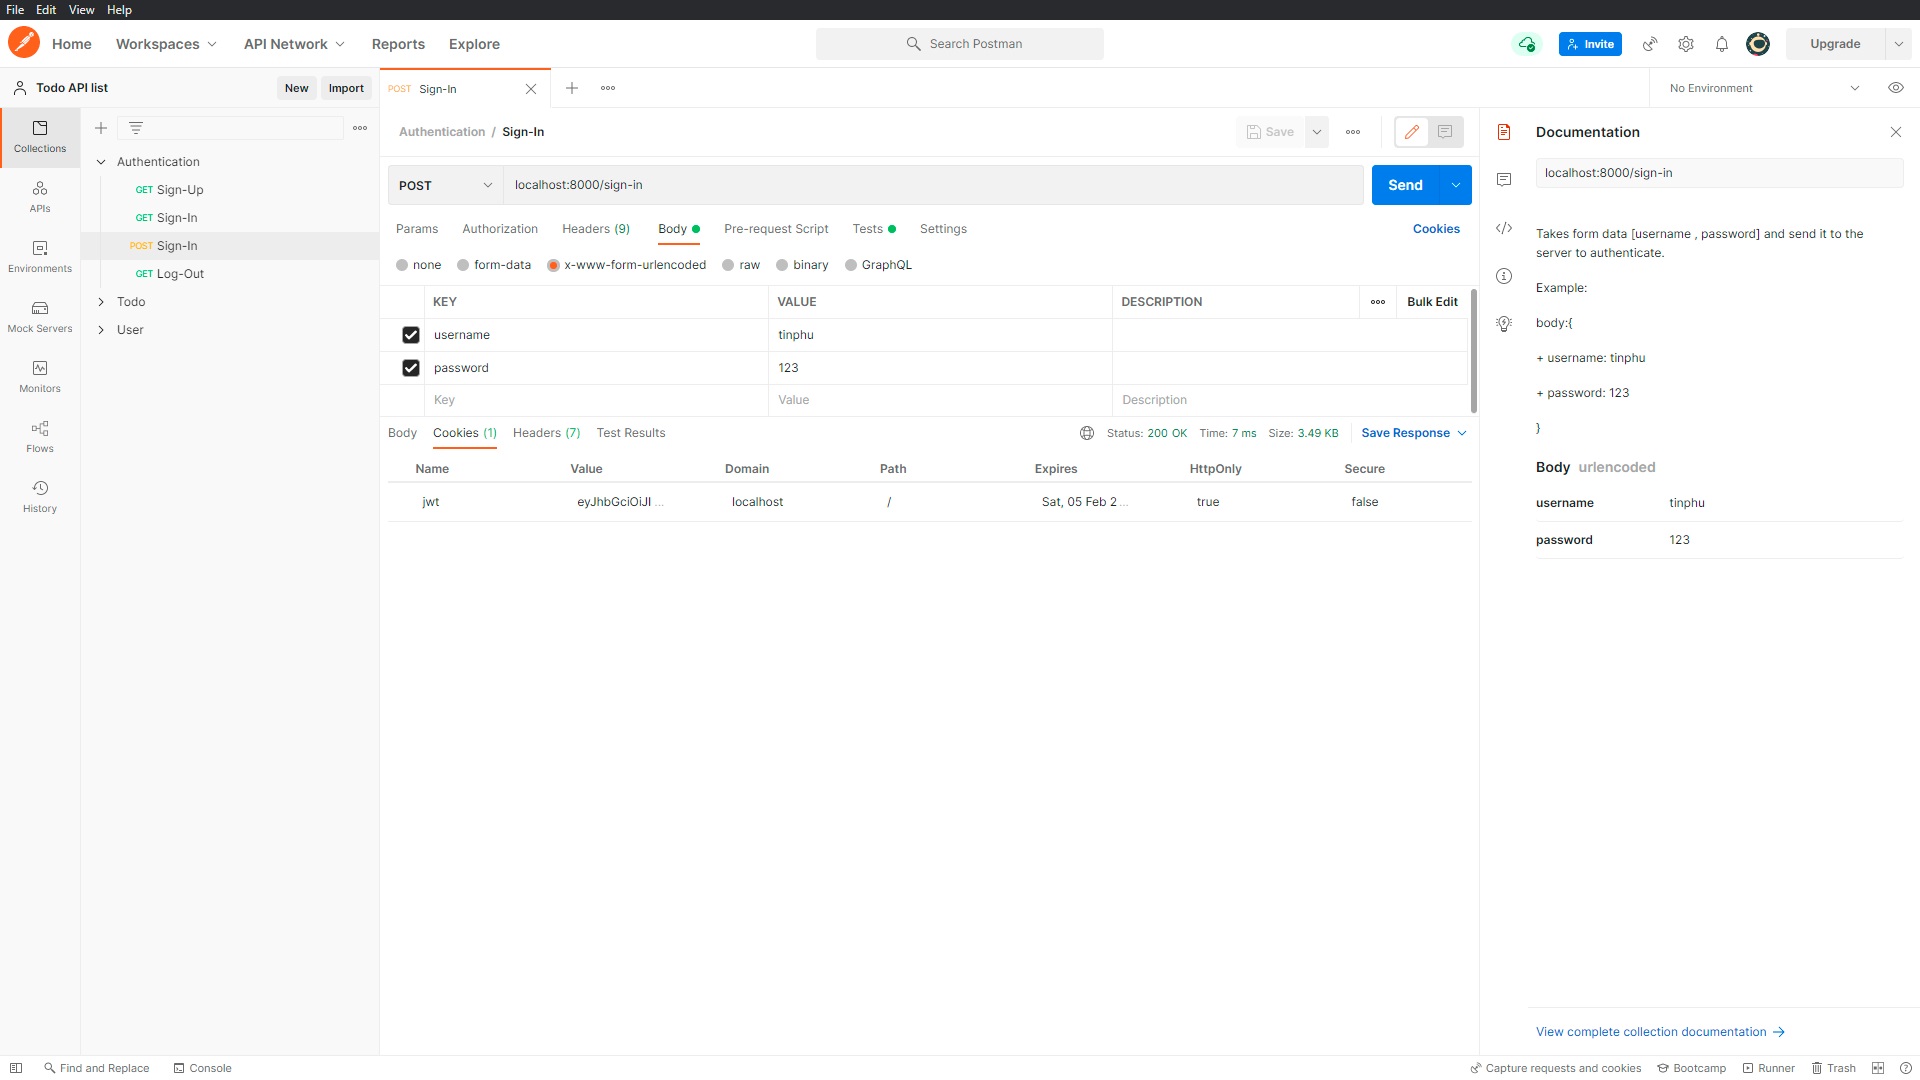 File Edit View Help
Home Workspaces API Network Reports Explore Search Postman Invite Upgrade
Todo API list New Import POST Sign-In No Environment
Collections
APIs
Environments
Mock Servers
Monitors
Flows
History
Authentication
GET Sign-Up
GET Sign-In
POST Sign-In
GET Log-Out
Todo
User
Authentication / Sign-In Save
POST localhost:8000/sign-in Send
Params Authorization Headers (9) Body Pre-request Script Tests Settings Cookies
none form-data x-www-form-urlencoded raw binary GraphQL
KEY VALUE DESCRIPTION Bulk Edit
username tinphu
password 123
Key Value Description
Body Cookies (1) Headers (7) Test Results Status: 200 OK Time: 7 ms Size: 3.49 KB Save Response
Name Value Domain Path Expires HttpOnly Secure
jwt eyJhbGciOiJI ... localhost / Sat, 05 Feb 2 ... true false
Documentation
localhost:8000/sign-in
Takes form data [username , password] and send it to the
server to authenticate.
Example:
body:{
+ username: tinphu
+ password: 123
}
Body urlencoded
username tinphu
password 123
View complete collection documentation →
Find and Replace Console Capture requests and cookies Bootcamp Runner Trash